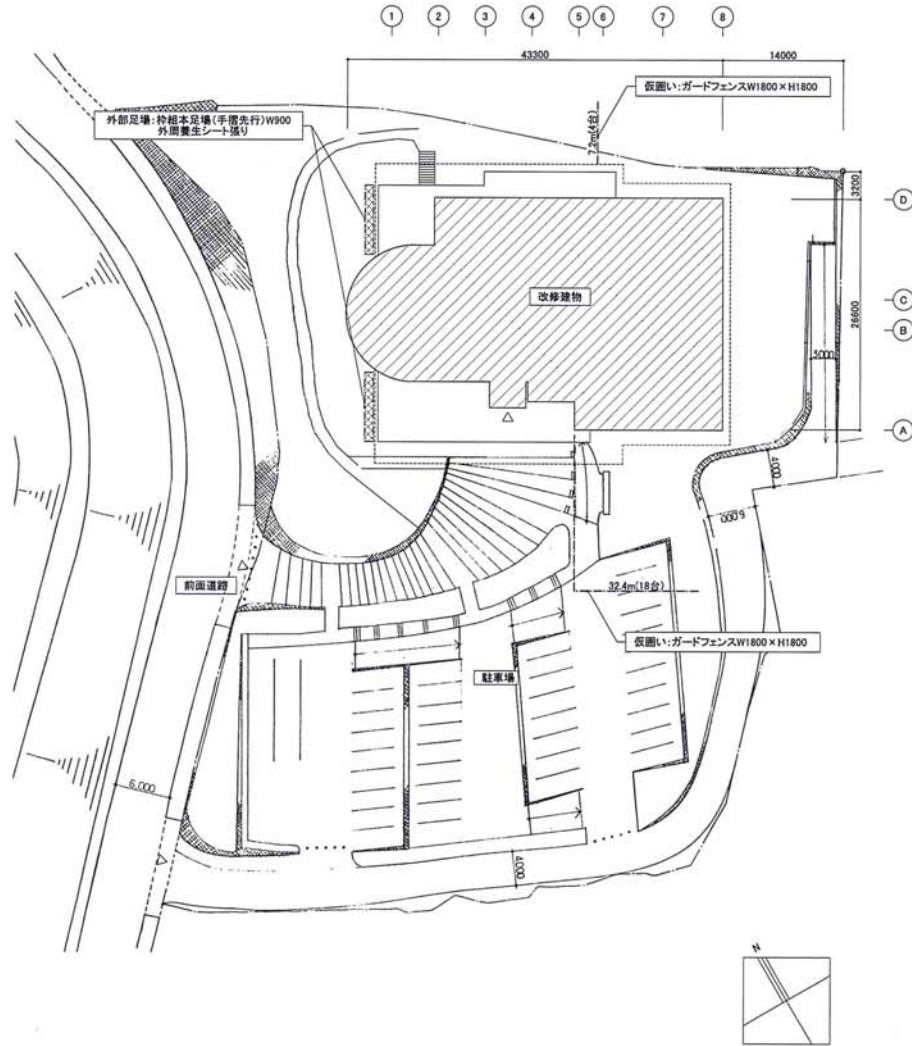 1 2 3 4 5 6 7 8
43300 14000
仮囲い:ガードフェンスW1800×H1800
外部足場:枠組本足場(手摺先行)W900
外周養生シート張り
7.2m(4台)
3200
D
改修建物
C
B
26600
3000
A
4000
6000
前面道路
32.4m(18台)
仮囲い:ガードフェンスW1800×H1800
駐車場
6,000
4000
N